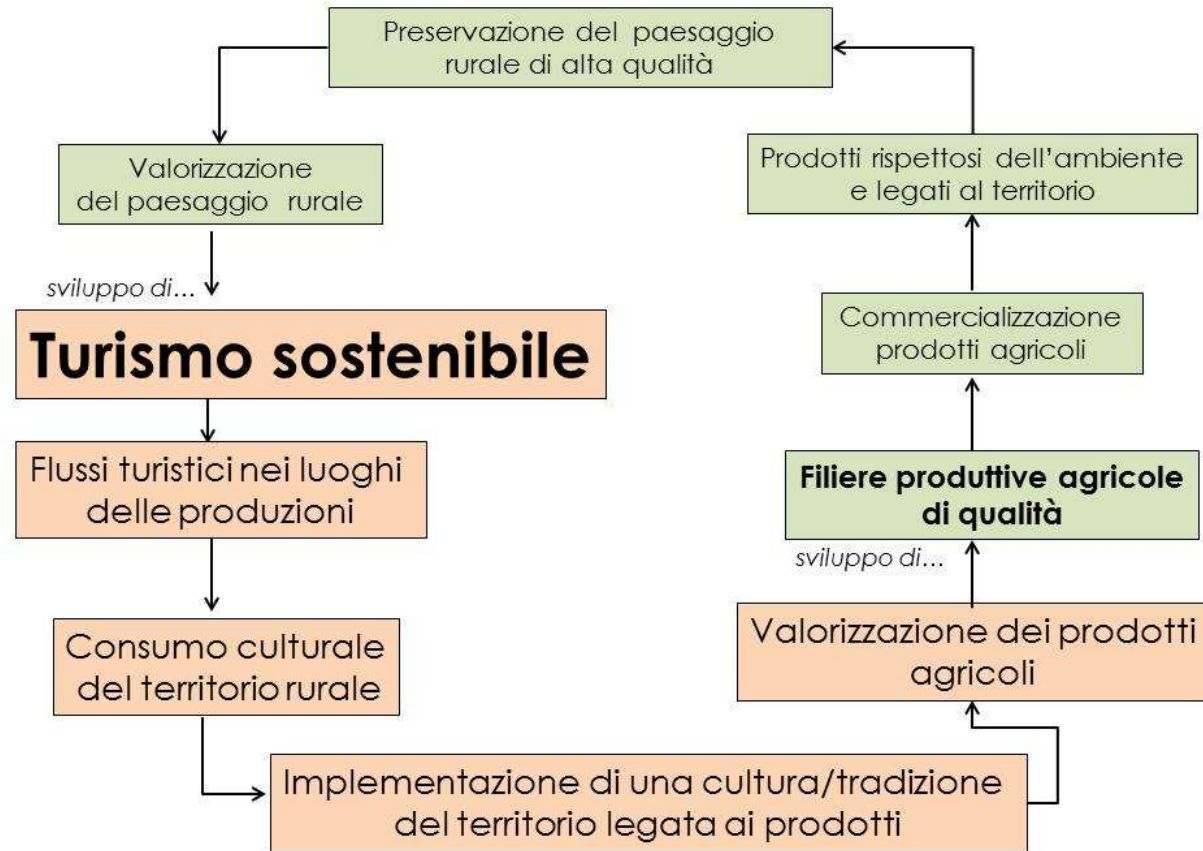 Preservazione del paesaggio
rurale di alta qualità
Valorizzazione
del paesaggio rurale
sviluppo di...
Turismo sostenibile
Flussi turistici nei luoghi
delle produzioni
Consumo culturale
del territorio rurale
Implementazione di una cultura/tradizione
del territorio legata ai prodotti
Valorizzazione dei prodotti
agricoli
sviluppo di...
Filiere produttive agricole
di qualità
Commercializzazione
prodotti agricoli
Prodotti rispettosi dell’ambiente
e legati al territorio